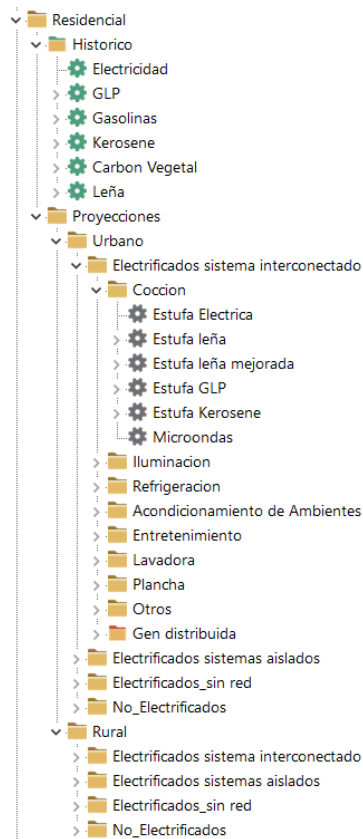 Residencial
Historico
Electricidad
GLP
Gasolinas
Kerosene
Carbon Vegetal
Leña
Proyecciones
Urbano
Electrificados sistema interconectado
Coccion
Estufa Electrica
Estufa leña
Estufa leña mejorada
Estufa GLP
Estufa Kerosene
Microondas
Iluminacion
Refrigeracion
Acondicionamiento de Ambientes
Entretenimiento
Lavadora
Plancha
Otros
Gen distribuida
Electrificados sistemas aislados
Electrificados_sin red
No_Electrificados
Rural
Electrificados sistema interconectado
Electrificados sistemas aislados
Electrificados_sin red
No_Electrificados